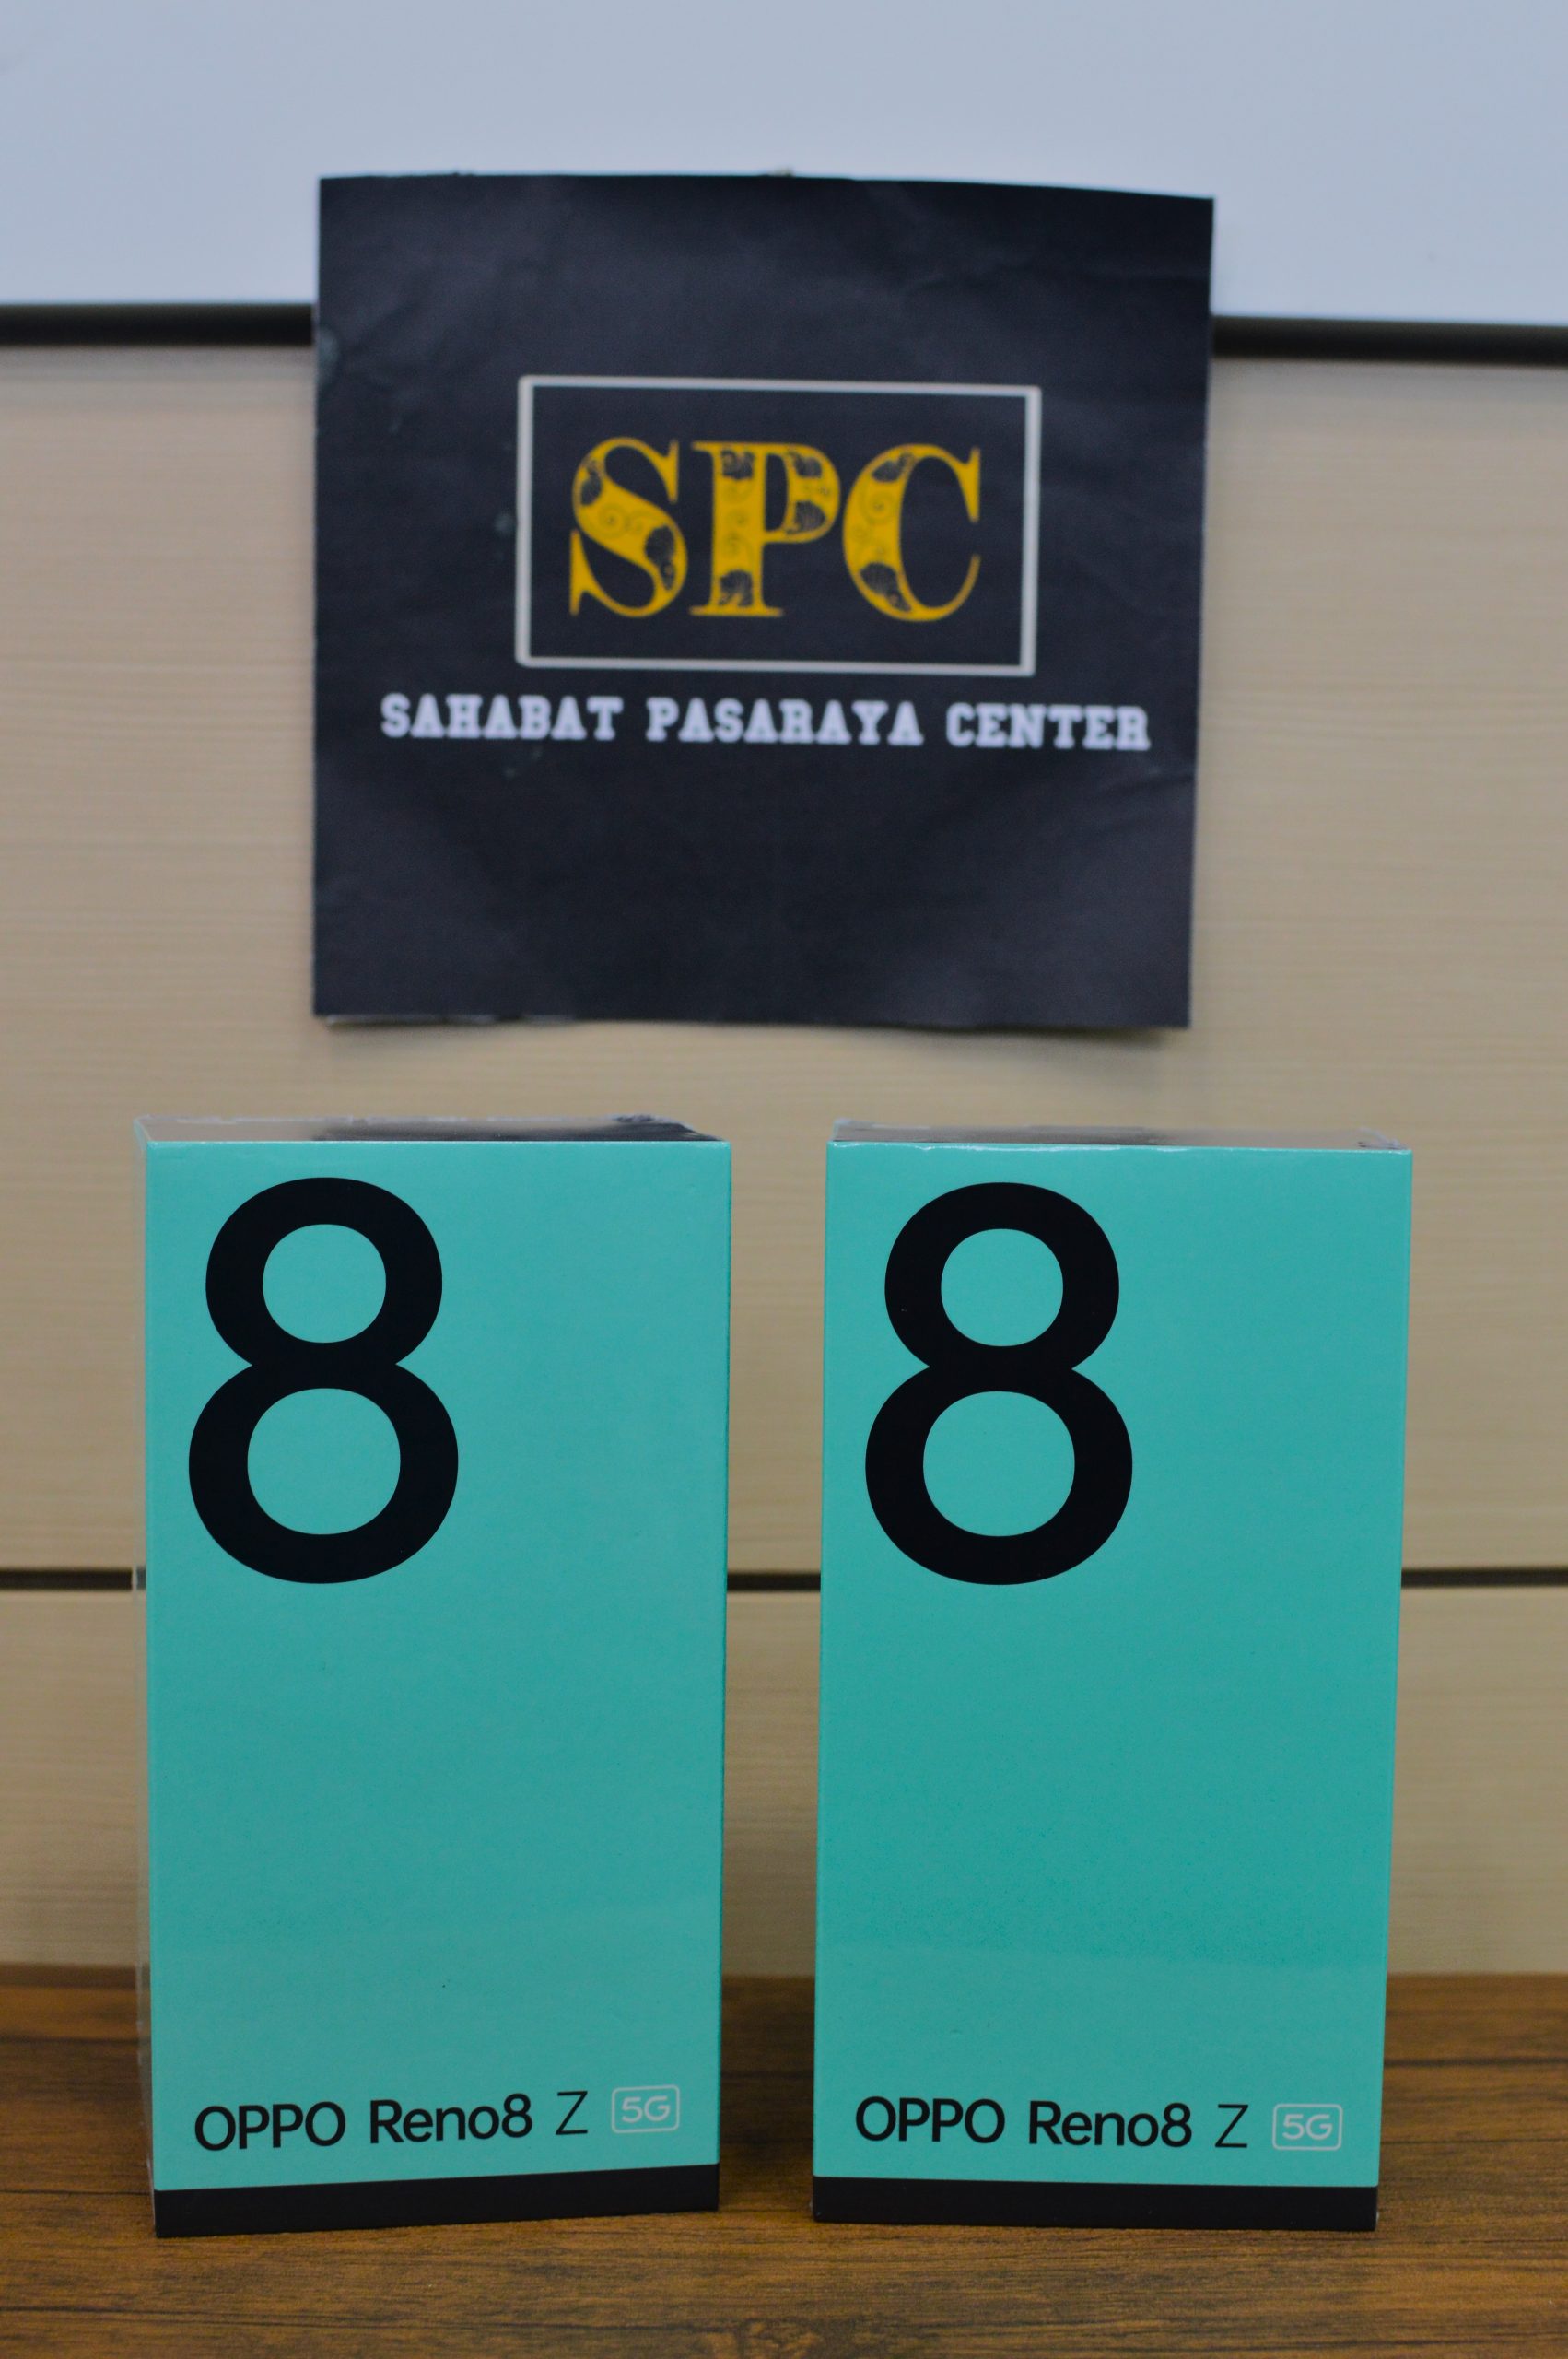 SPC
SAHABAT PASARAYA CENTER
8
OPPO Reno8 Z 5G
8
OPPO Reno8 Z 5G